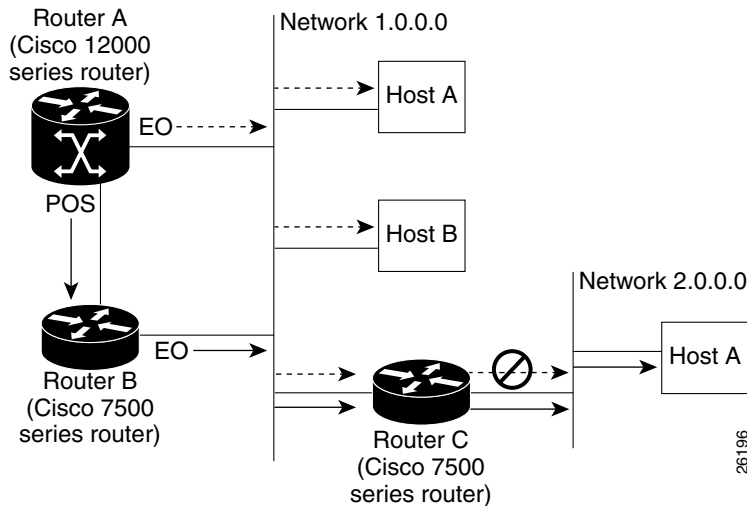 Router A
(Cisco 12000
series router)
Network 1.0.0.0
EO
Host A
POS
Host B
Network 2.0.0.0
EO
Host A
Router B
(Cisco 7500
series router)
Router C
(Cisco 7500
series router)
26196